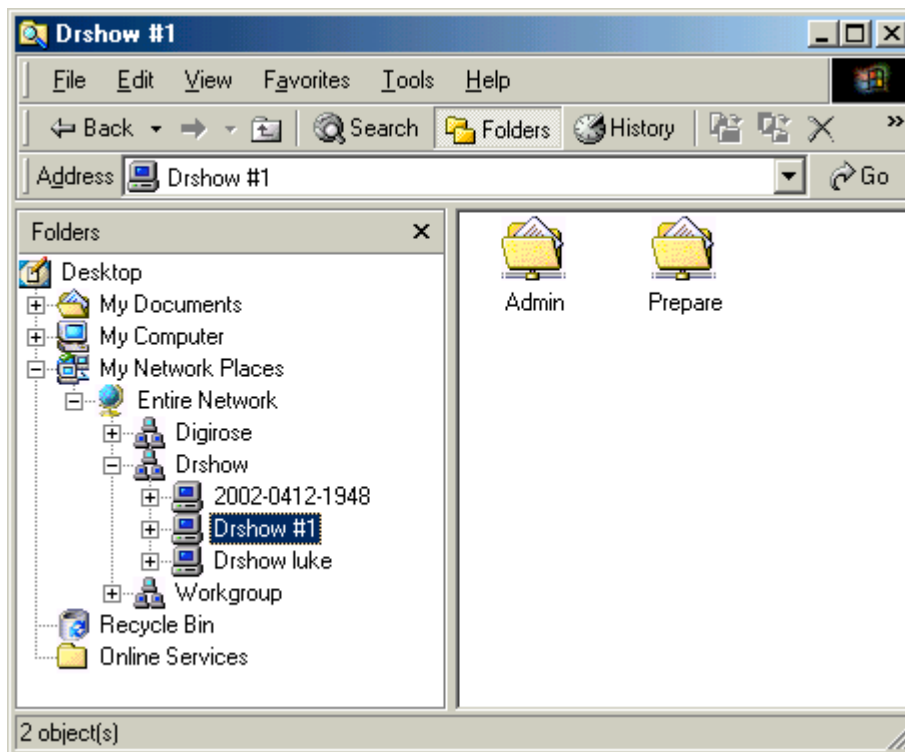 Drshow #1
File Edit View Favorites Tools Help
Back Search Folders History »
Address Drshow #1 Go
Folders
Desktop
My Documents
My Computer
My Network Places
Entire Network
Digirose
Drshow
2002-0412-1948
Drshow #1
Drshow luke
Workgroup
Recycle Bin
Online Services
Admin Prepare
2 object(s)